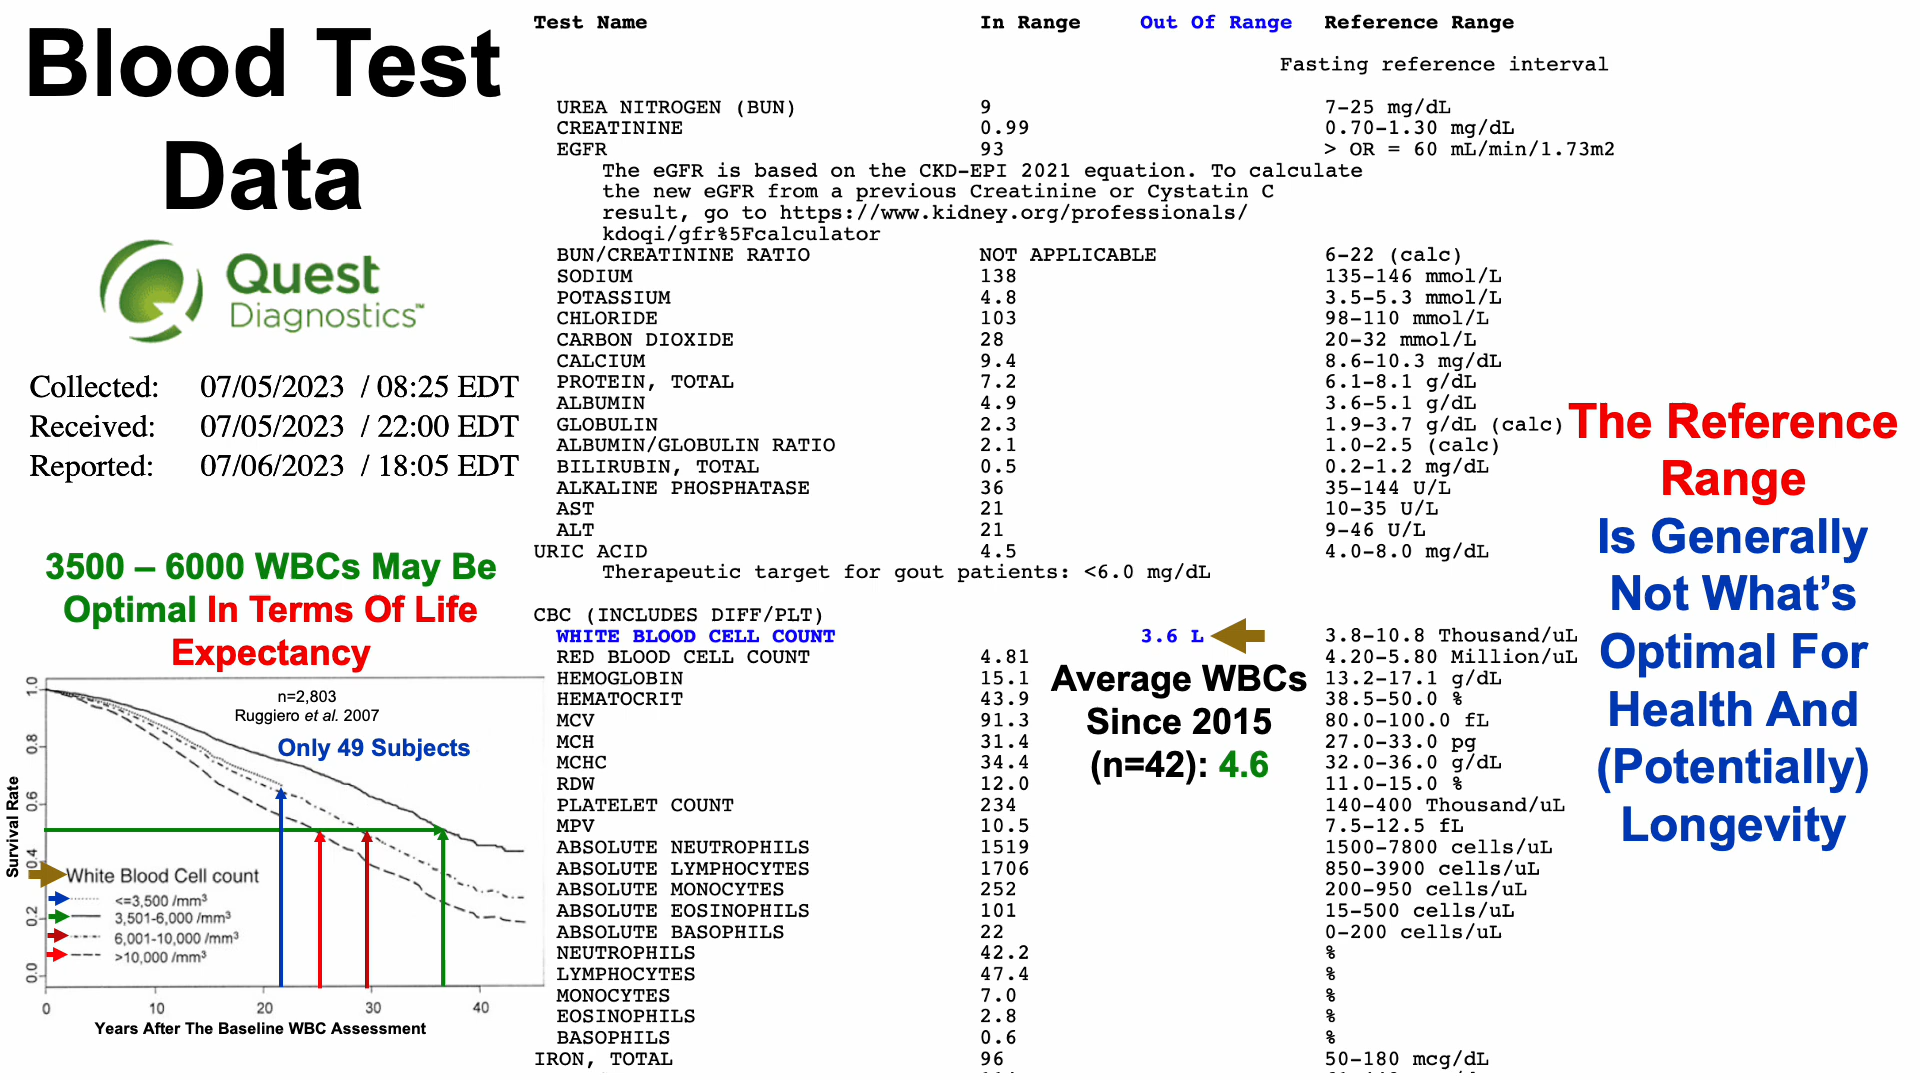 Blood Test
Data
Quest
Diagnostics™
Collected: 07/05/2023 / 08:25 EDT
Received: 07/05/2023 / 22:00 EDT
Reported: 07/06/2023 / 18:05 EDT
3500 – 6000 WBCs May Be
Optimal In Terms Of Life
Expectancy
n=2,803
Ruggiero et al. 2007
Only 49 Subjects
Survival Rate
1.0
0.8
0.6
0.4
0.2
0.0
White Blood Cell count
<=3,500 /mm³
3,501-6,000 /mm³
6,001-10,000 /mm³
>10,000 /mm³
0 10 20 30 40
Years After The Baseline WBC Assessment
Test Name In Range Out Of Range Reference Range
Fasting reference interval
UREA NITROGEN (BUN) 9 7-25 mg/dL
CREATININE 0.99 0.70-1.30 mg/dL
EGFR 93 > OR = 60 mL/min/1.73m2
The eGFR is based on the CKD-EPI 2021 equation. To calculate
the new eGFR from a previous Creatinine or Cystatin C
result, go to https://www.kidney.org/professionals/
kdoqi/gfr%5Fcalculator
BUN/CREATININE RATIO NOT APPLICABLE 6-22 (calc)
SODIUM 138 135-146 mmol/L
POTASSIUM 4.8 3.5-5.3 mmol/L
CHLORIDE 103 98-110 mmol/L
CARBON DIOXIDE 28 20-32 mmol/L
CALCIUM 9.4 8.6-10.3 mg/dL
PROTEIN, TOTAL 7.2 6.1-8.1 g/dL
ALBUMIN 4.9 3.6-5.1 g/dL
GLOBULIN 2.3 1.9-3.7 g/dL (calc)
ALBUMIN/GLOBULIN RATIO 2.1 1.0-2.5 (calc)
BILIRUBIN, TOTAL 0.5 0.2-1.2 mg/dL
ALKALINE PHOSPHATASE 36 35-144 U/L
AST 21 10-35 U/L
ALT 21 9-46 U/L
URIC ACID 4.5 4.0-8.0 mg/dL
Therapeutic target for gout patients: <6.0 mg/dL
CBC (INCLUDES DIFF/PLT)
WHITE BLOOD CELL COUNT 3.6 L 3.8-10.8 Thousand/uL
RED BLOOD CELL COUNT 4.81 4.20-5.80 Million/uL
HEMOGLOBIN 15.1 13.2-17.1 g/dL
HEMATOCRIT 43.9 38.5-50.0 %
MCV 91.3 80.0-100.0 fL
MCH 31.4 27.0-33.0 pg
MCHC 34.4 32.0-36.0 g/dL
RDW 12.0 11.0-15.0 %
PLATELET COUNT 234 140-400 Thousand/uL
MPV 10.5 7.5-12.5 fL
ABSOLUTE NEUTROPHILS 1519 1500-7800 cells/uL
ABSOLUTE LYMPHOCYTES 1706 850-3900 cells/uL
ABSOLUTE MONOCYTES 252 200-950 cells/uL
ABSOLUTE EOSINOPHILS 101 15-500 cells/uL
ABSOLUTE BASOPHILS 22 0-200 cells/uL
NEUTROPHILS 42.2 %
LYMPHOCYTES 47.4 %
MONOCYTES 7.0 %
EOSINOPHILS 2.8 %
BASOPHILS 0.6 %
IRON, TOTAL 96 50-180 mcg/dL
Average WBCs
Since 2015
(n=42): 4.6
The Reference
Range
Is Generally
Not What's
Optimal For
Health And
(Potentially)
Longevity